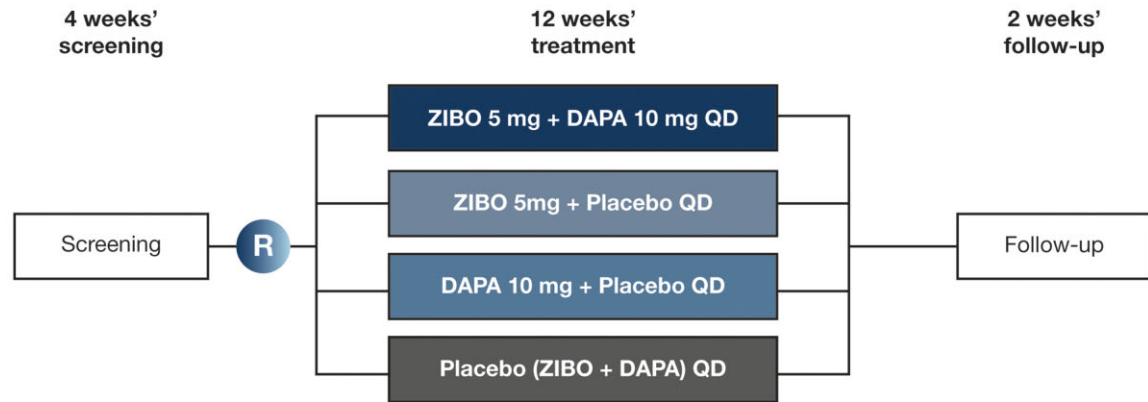 4 weeks'
screening
12 weeks'
treatment
2 weeks'
follow-up
ZIBO 5 mg + DAPA 10 mg QD
ZIBO 5mg + Placebo QD
Screening
R
Follow-up
DAPA 10 mg + Placebo QD
Placebo (ZIBO + DAPA) QD